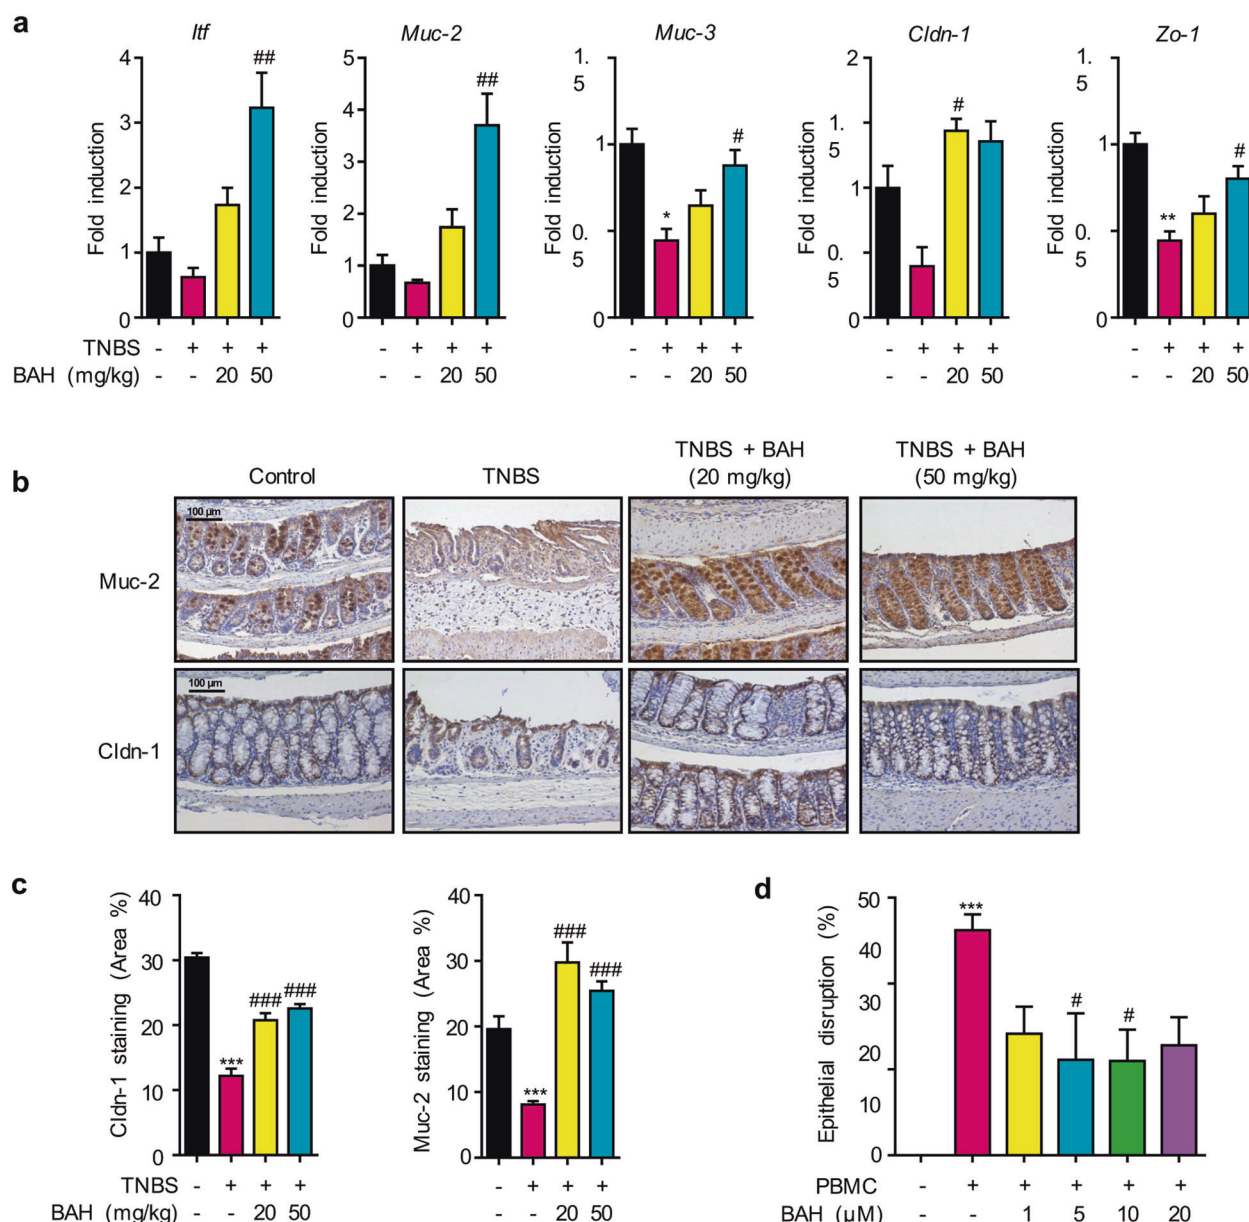 a
Itf
Muc-2
Muc-3
Cldn-1
Zo-1
Fold induction
4
3
2
1
0
##
Fold induction
5
4
3
2
1
0
##
Fold induction
1.
5
1
0.
5
0
*
#
Fold induction
2
1.
5
1
0.
5
0
#
Fold induction
1.
5
1
0.
5
0
**
#
TNBS - + + + - + + + - + + + - + + + - + + +
BAH (mg/kg) - - 20 50 - - 20 50 - - 20 50 - - 20 50 - - 20 50
b
Control
TNBS
TNBS + BAH
(20 mg/kg)
TNBS + BAH
(50 mg/kg)
Muc-2
100 µm
Cldn-1
100 µm
c
Cldn-1 staining (Area %)
40
30
20
10
0
***
###
###
Muc-2 staining (Area %)
40
30
20
10
0
***
###
###
TNBS - + + + - + + +
BAH (mg/kg) - - 20 50 - - 20 50
d
Epithelial disruption (%)
50
40
30
20
10
0
***
#
#
PBMC - + + + + +
BAH (µM) - - 1 5 10 20